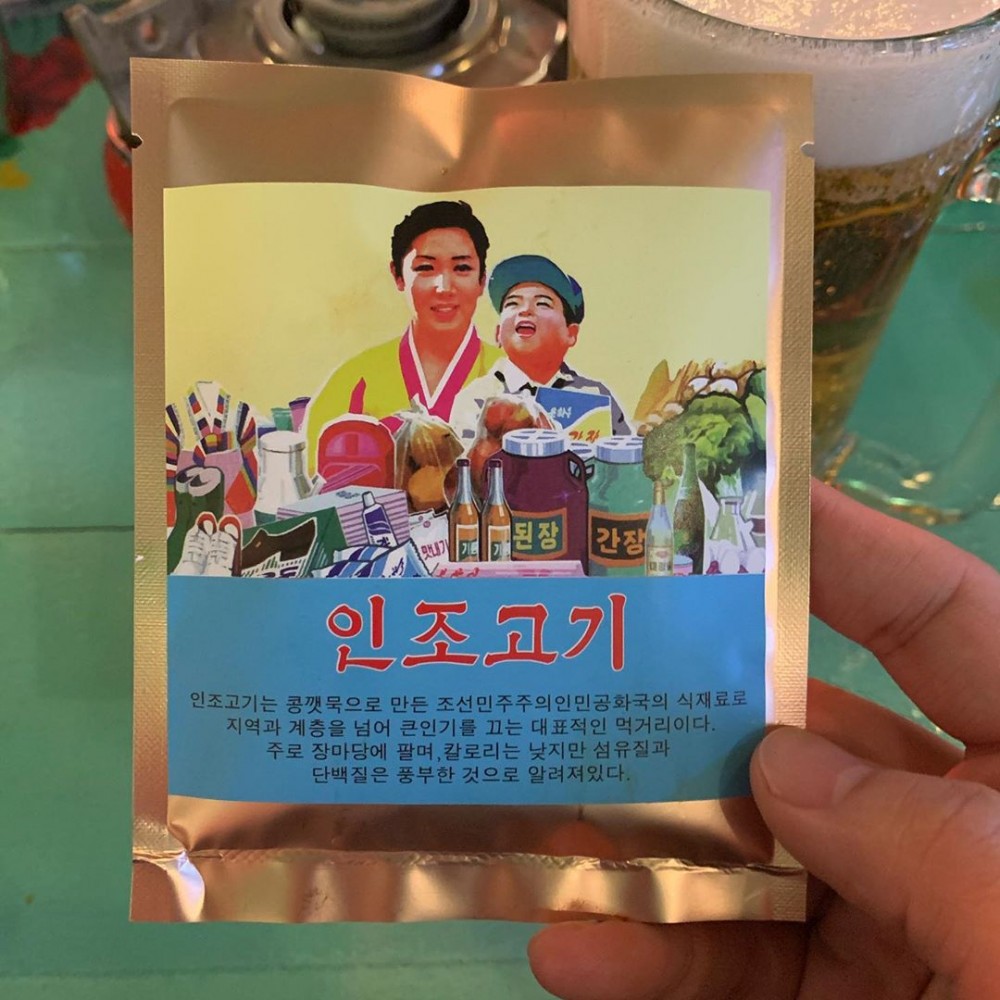 된장
간장
맛내기
인조고기
인조고기는 콩깻묵으로 만든 조선민주주의인민공화국의 식재료로
지역과 계층을 넘어 큰인기를 끄는 대표적인 먹거리이다.
주로 장마당에 팔며,칼로리는 낮지만 섬유질과
단백질은 풍부한 것으로 알려져있다.